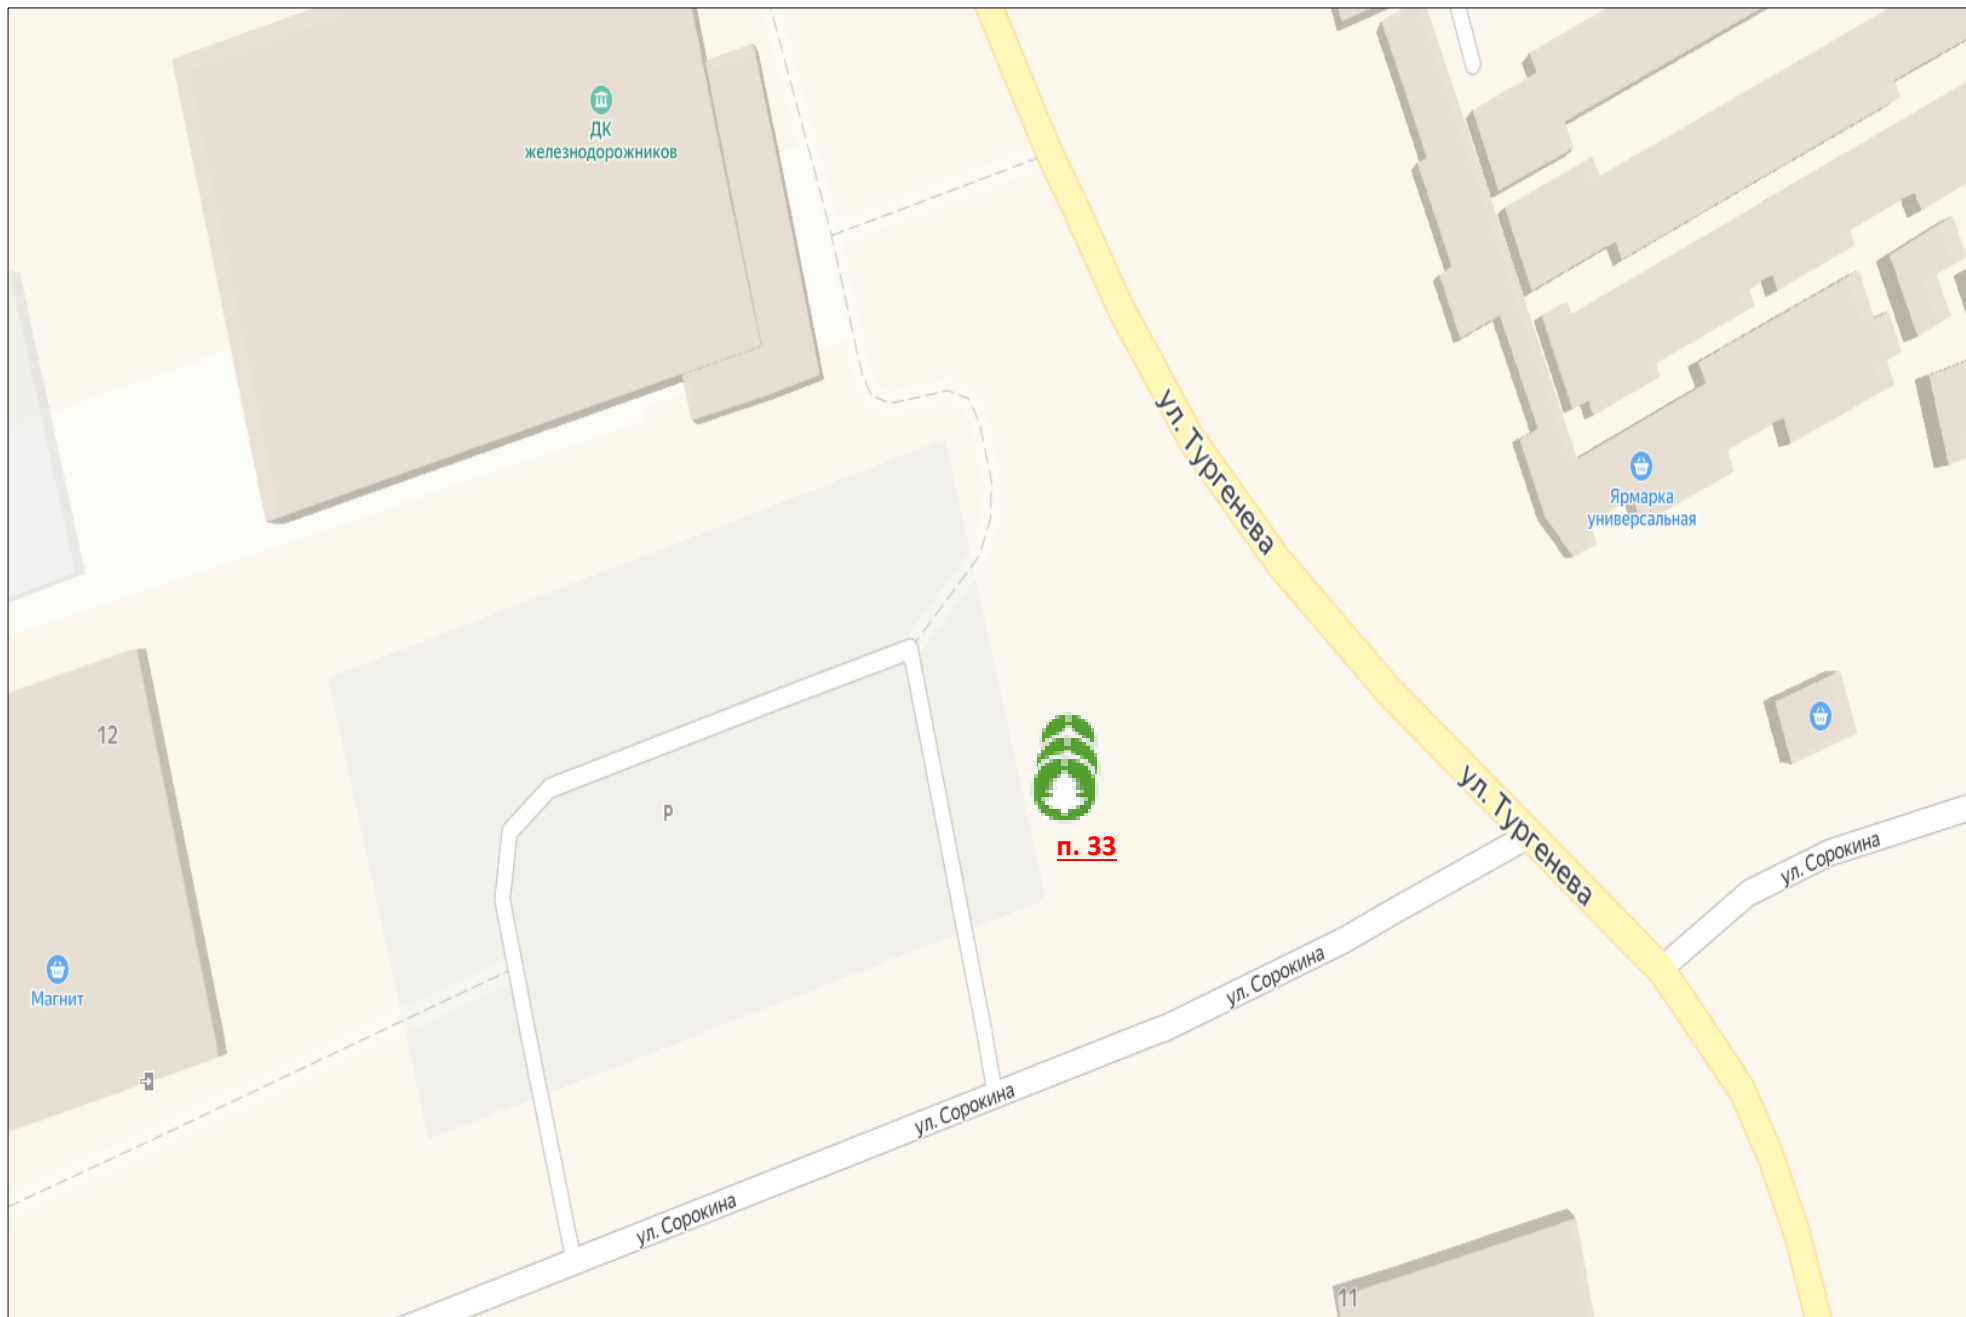 ДК
железнодорожников
ул. Тургенева
Ярмарка
универсальная
12
P
п. 33
ул. Тургенева
ул. Сорокина
ул. Сорокина
Магнит
ул. Сорокина
ул. Сорокина
11